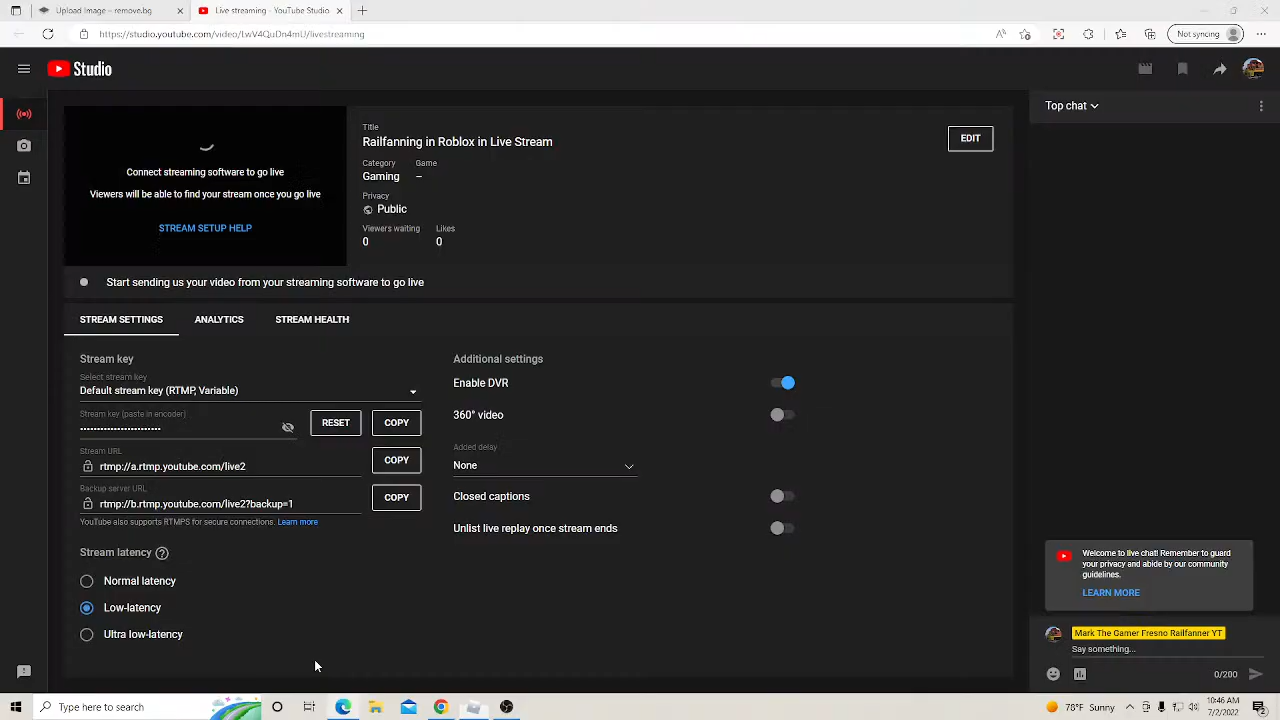 Upload Image – remove.bg
Live streaming - YouTube Studio
https://studio.youtube.com/video/LwV4QuDn4mU/livestreaming
Not syncing
Studio
Connect streaming software to go live
Viewers will be able to find your stream once you go live
STREAM SETUP HELP
Title
Railfanning in Roblox in Live Stream
EDIT
Category Game
Gaming –
Privacy
Public
Viewers waiting Likes
0 0
Top chat
Start sending us your video from your streaming software to go live
STREAM SETTINGS ANALYTICS STREAM HEALTH
Stream key
Select stream key
Default stream key (RTMP, Variable)
Stream key (paste in encoder)
••••••••••••••••••••••••
RESET COPY
Stream URL
rtmp://a.rtmp.youtube.com/live2
COPY
Backup server URL
rtmp://b.rtmp.youtube.com/live2?backup=1
COPY
YouTube also supports RTMPS for secure connections. Learn more
Stream latency
Normal latency
Low-latency
Ultra low-latency
Additional settings
Enable DVR
360° video
Added delay
None
Closed captions
Unlist live replay once stream ends
Welcome to live chat! Remember to guard
your privacy and abide by our community
guidelines.
LEARN MORE
Mark The Gamer Fresno Railfanner YT
Say something...
0/200
Type here to search
78°F Sunny
10:46 AM
7/2/2023